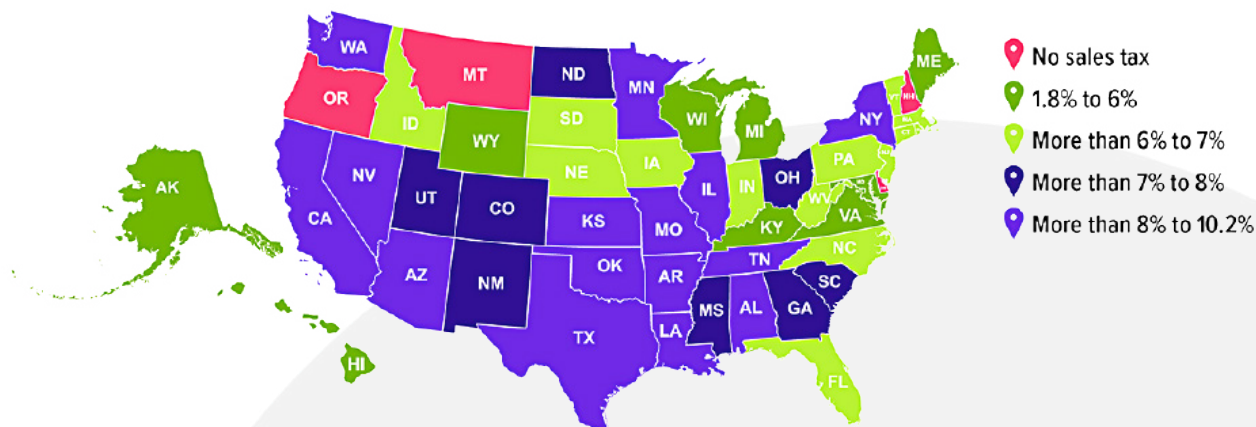 WA
MT
ND
MN
ME
OR
ID
WY
SD
WI
MI
NY
VT
NH
MA
CT
NV
UT
CO
NE
IA
IL
IN
OH
PA
CA
KS
MO
KY
WV
VA
AZ
NM
OK
AR
TN
NC
SC
TX
LA
MS
AL
GA
FL
AK
HI
No sales tax
1.8% to 6%
More than 6% to 7%
More than 7% to 8%
More than 8% to 10.2%